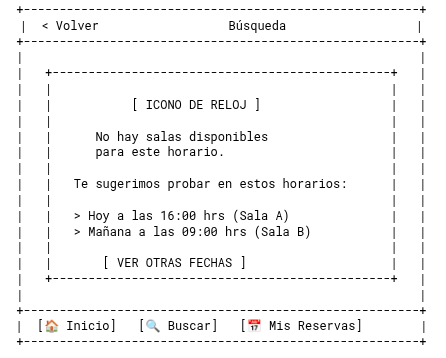 < Volver Búsqueda
[ ICONO DE RELOJ ]
No hay salas disponibles
para este horario.
Te sugerimos probar en estos horarios:
> Hoy a las 16:00 hrs (Sala A)
> Mañana a las 09:00 hrs (Sala B)
[ VER OTRAS FECHAS ]
[🏠 Inicio] [🔍 Buscar] [📅 Mis Reservas]